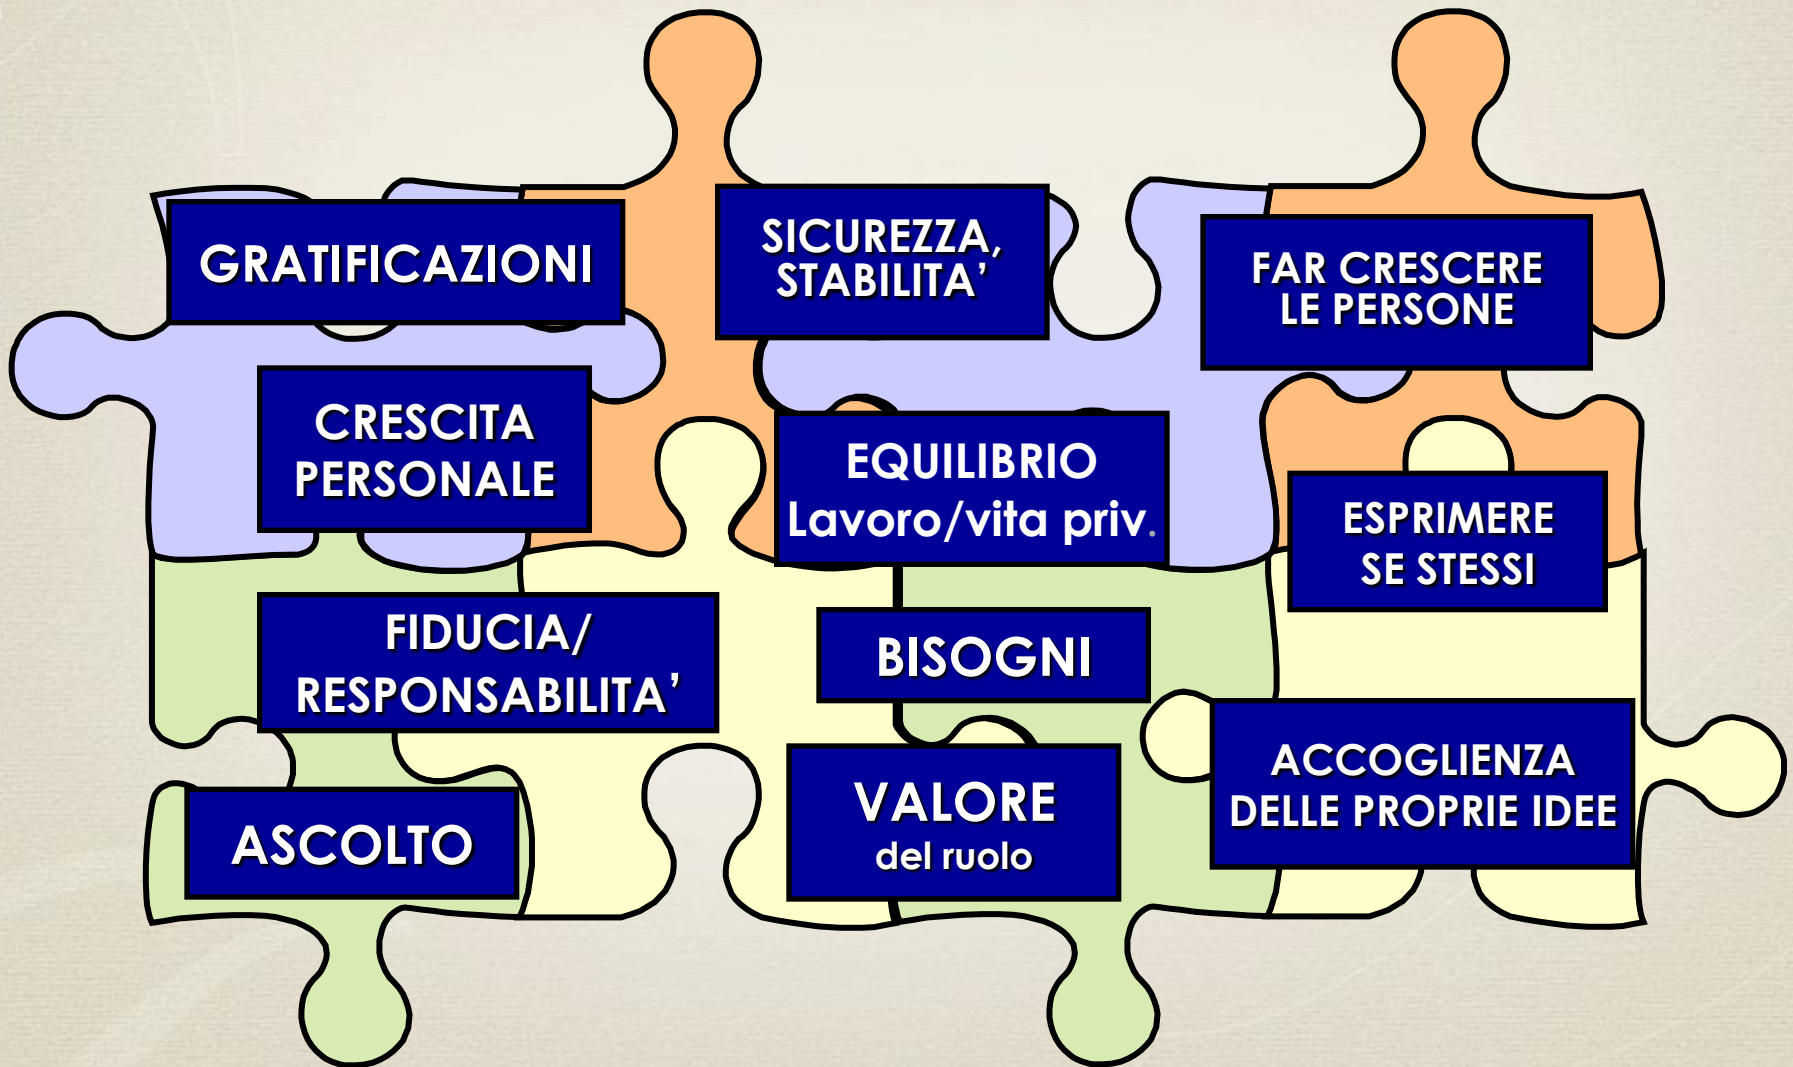 GRATIFICAZIONI
SICUREZZA,
STABILITA’
FAR CRESCERE
LE PERSONE
CRESCITA
PERSONALE
EQUILIBRIO
Lavoro/vita priv.
ESPRIMERE
SE STESSI
FIDUCIA/
RESPONSABILITA’
BISOGNI
ASCOLTO
VALORE
del ruolo
ACCOGLIENZA
DELLE PROPRIE IDEE